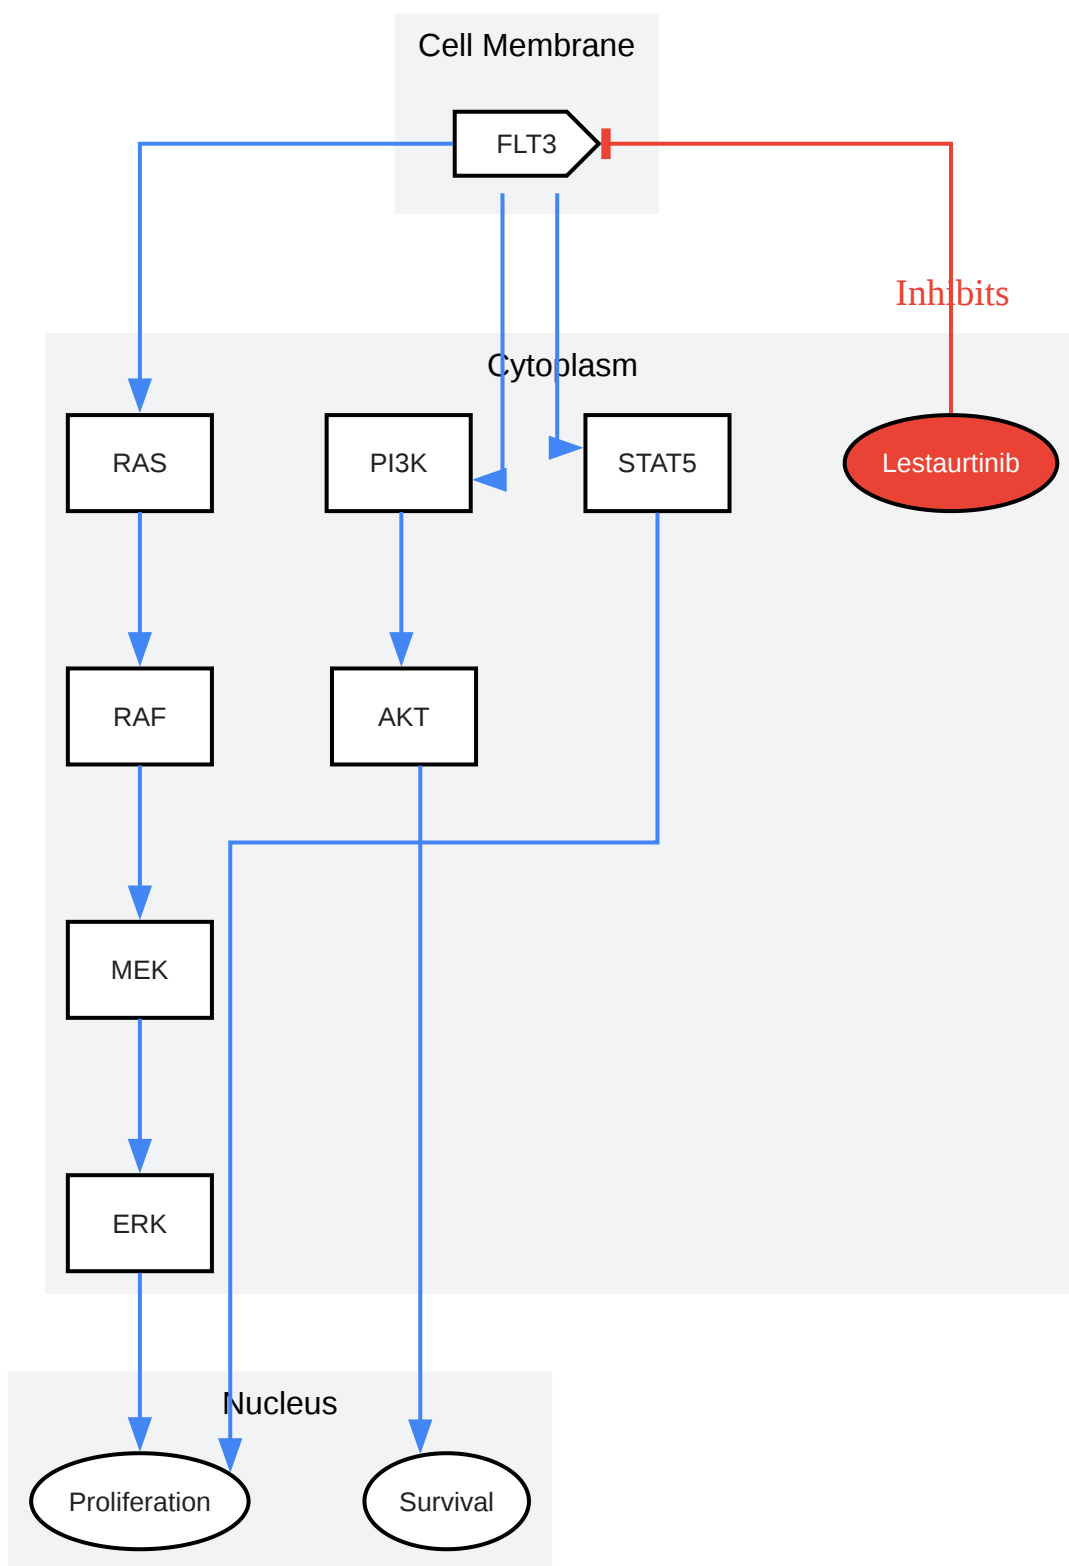 Cell Membrane
FLT3
Inhibits
Cytoplasm
RAS
PI3K
STAT5
Lestaurtinib
RAF
AKT
MEK
ERK
Nucleus
Proliferation
Survival